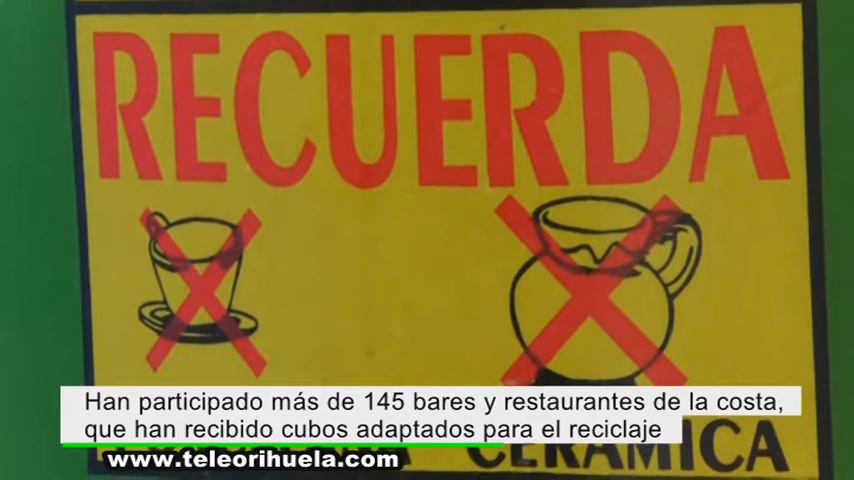 RECUERDA
Han participado más de 145 bares y restaurantes de la costa,
que han recibido cubos adaptados para el reciclaje
CERÁMICA
www.teleorihuela.com